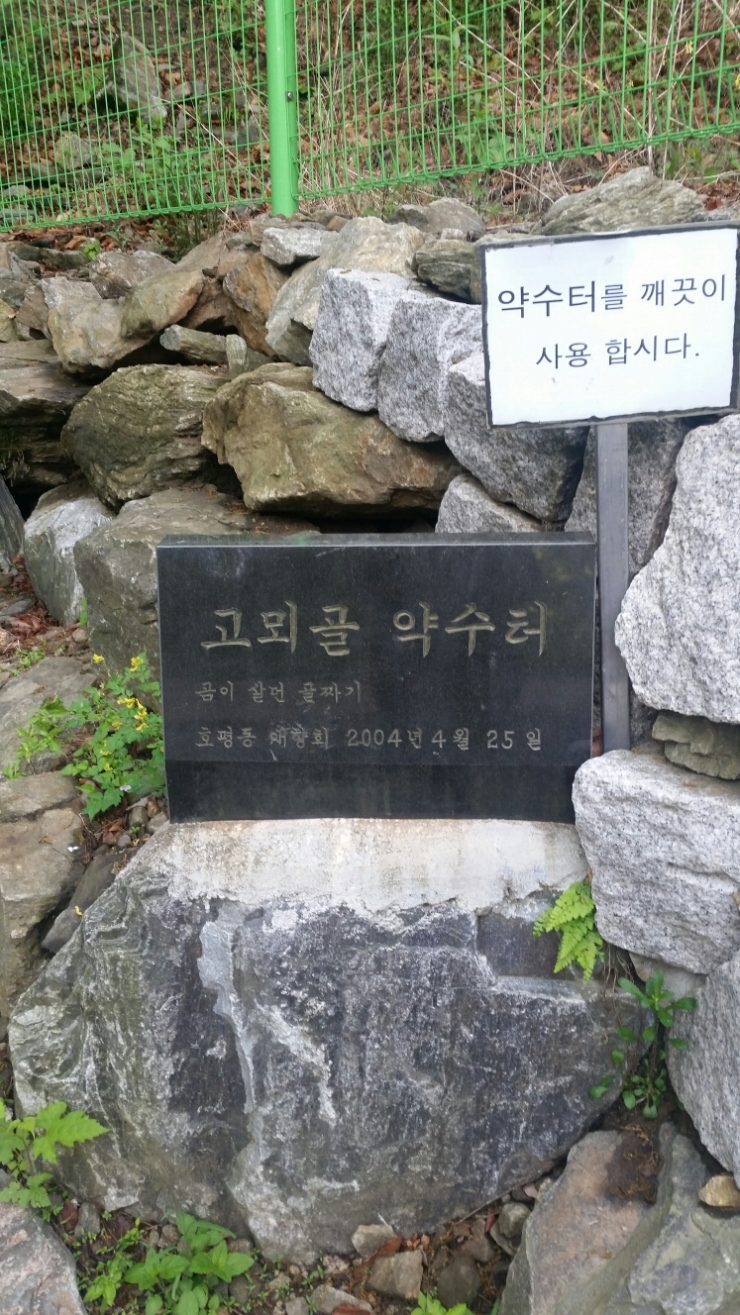 약수터를 깨끗이
사용 합시다.
고뫼골 약수터
곰이 살던 골짜기
호평동 새향회 2004년 4월 25 일